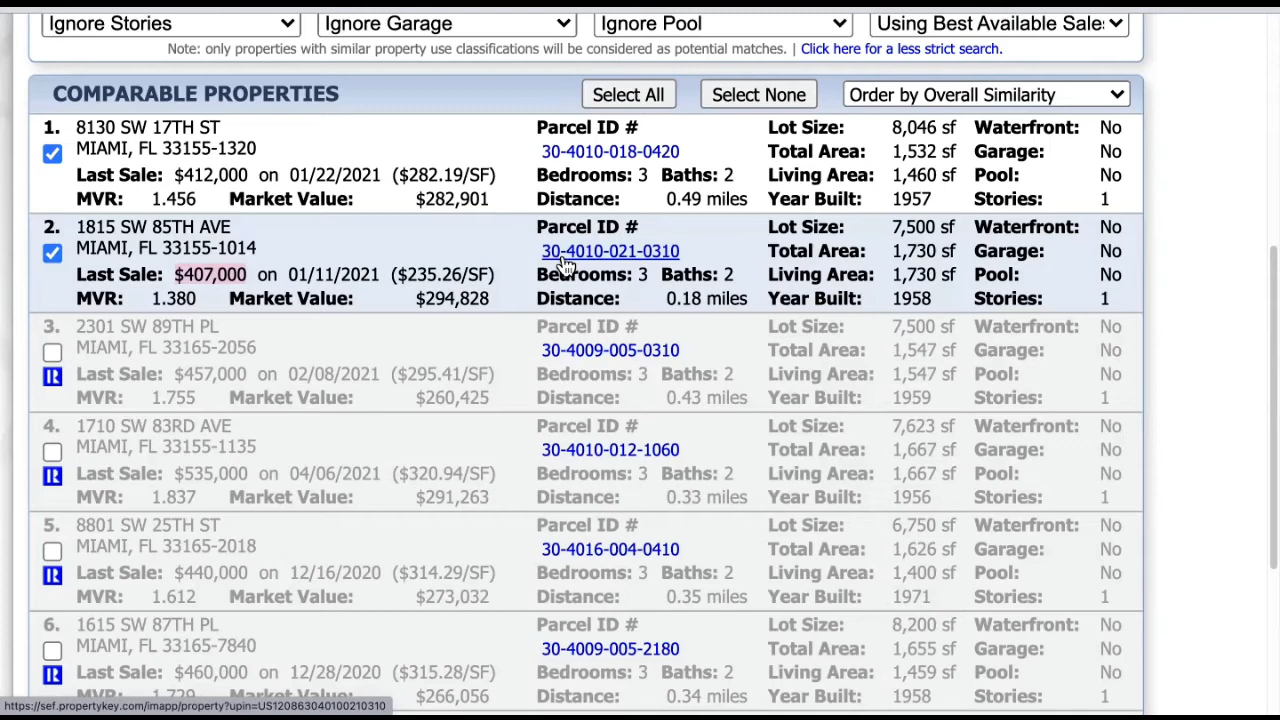 Ignore Stories Ignore Garage Ignore Pool Using Best Available Sale:
Note: only properties with similar property use classifications will be considered as potential matches. | Click here for a less strict search.
COMPARABLE PROPERTIES Select All Select None Order by Overall Similarity
1. 8130 SW 17TH ST Parcel ID # Lot Size: 8,046 sf Waterfront: No
MIAMI, FL 33155-1320 30-4010-018-0420 Total Area: 1,532 sf Garage: No
Last Sale: $412,000 on 01/22/2021 ($282.19/SF) Bedrooms: 3 Baths: 2 Living Area: 1,460 sf Pool: No
MVR: 1.456 Market Value: $282,901 Distance: 0.49 miles Year Built: 1957 Stories: 1
2. 1815 SW 85TH AVE Parcel ID # Lot Size: 7,500 sf Waterfront: No
MIAMI, FL 33155-1014 30-4010-021-0310 Total Area: 1,730 sf Garage: No
Last Sale: $407,000 on 01/11/2021 ($235.26/SF) Bedrooms: 3 Baths: 2 Living Area: 1,730 sf Pool: No
MVR: 1.380 Market Value: $294,828 Distance: 0.18 miles Year Built: 1958 Stories: 1
3. 2301 SW 89TH PL Parcel ID # Lot Size: 7,500 sf Waterfront: No
MIAMI, FL 33165-2056 30-4009-005-0310 Total Area: 1,547 sf Garage: No
R Last Sale: $457,000 on 02/08/2021 ($295.41/SF) Bedrooms: 3 Baths: 2 Living Area: 1,547 sf Pool: No
MVR: 1.755 Market Value: $260,425 Distance: 0.43 miles Year Built: 1959 Stories: 1
4. 1710 SW 83RD AVE Parcel ID # Lot Size: 7,623 sf Waterfront: No
MIAMI, FL 33155-1135 30-4010-012-1060 Total Area: 1,667 sf Garage: No
R Last Sale: $535,000 on 04/06/2021 ($320.94/SF) Bedrooms: 3 Baths: 2 Living Area: 1,667 sf Pool: No
MVR: 1.837 Market Value: $291,263 Distance: 0.33 miles Year Built: 1956 Stories: 1
5. 8801 SW 25TH ST Parcel ID # Lot Size: 6,750 sf Waterfront: No
MIAMI, FL 33165-2018 30-4016-004-0410 Total Area: 1,626 sf Garage: No
R Last Sale: $440,000 on 12/16/2020 ($314.29/SF) Bedrooms: 3 Baths: 2 Living Area: 1,400 sf Pool: No
MVR: 1.612 Market Value: $273,032 Distance: 0.35 miles Year Built: 1971 Stories: 1
6. 1615 SW 87TH PL Parcel ID # Lot Size: 8,200 sf Waterfront: No
MIAMI, FL 33165-7840 30-4009-005-2180 Total Area: 1,655 sf Garage: No
R Last Sale: $460,000 on 12/28/2020 ($315.28/SF) Bedrooms: 3 Baths: 2 Living Area: 1,459 sf Pool: No
MVR: 1.729 Market Value: $266,056 Distance: 0.34 miles Year Built: 1958 Stories: 1
https://sef.propertykey.com/imapp/property?upin=US120863040100210310